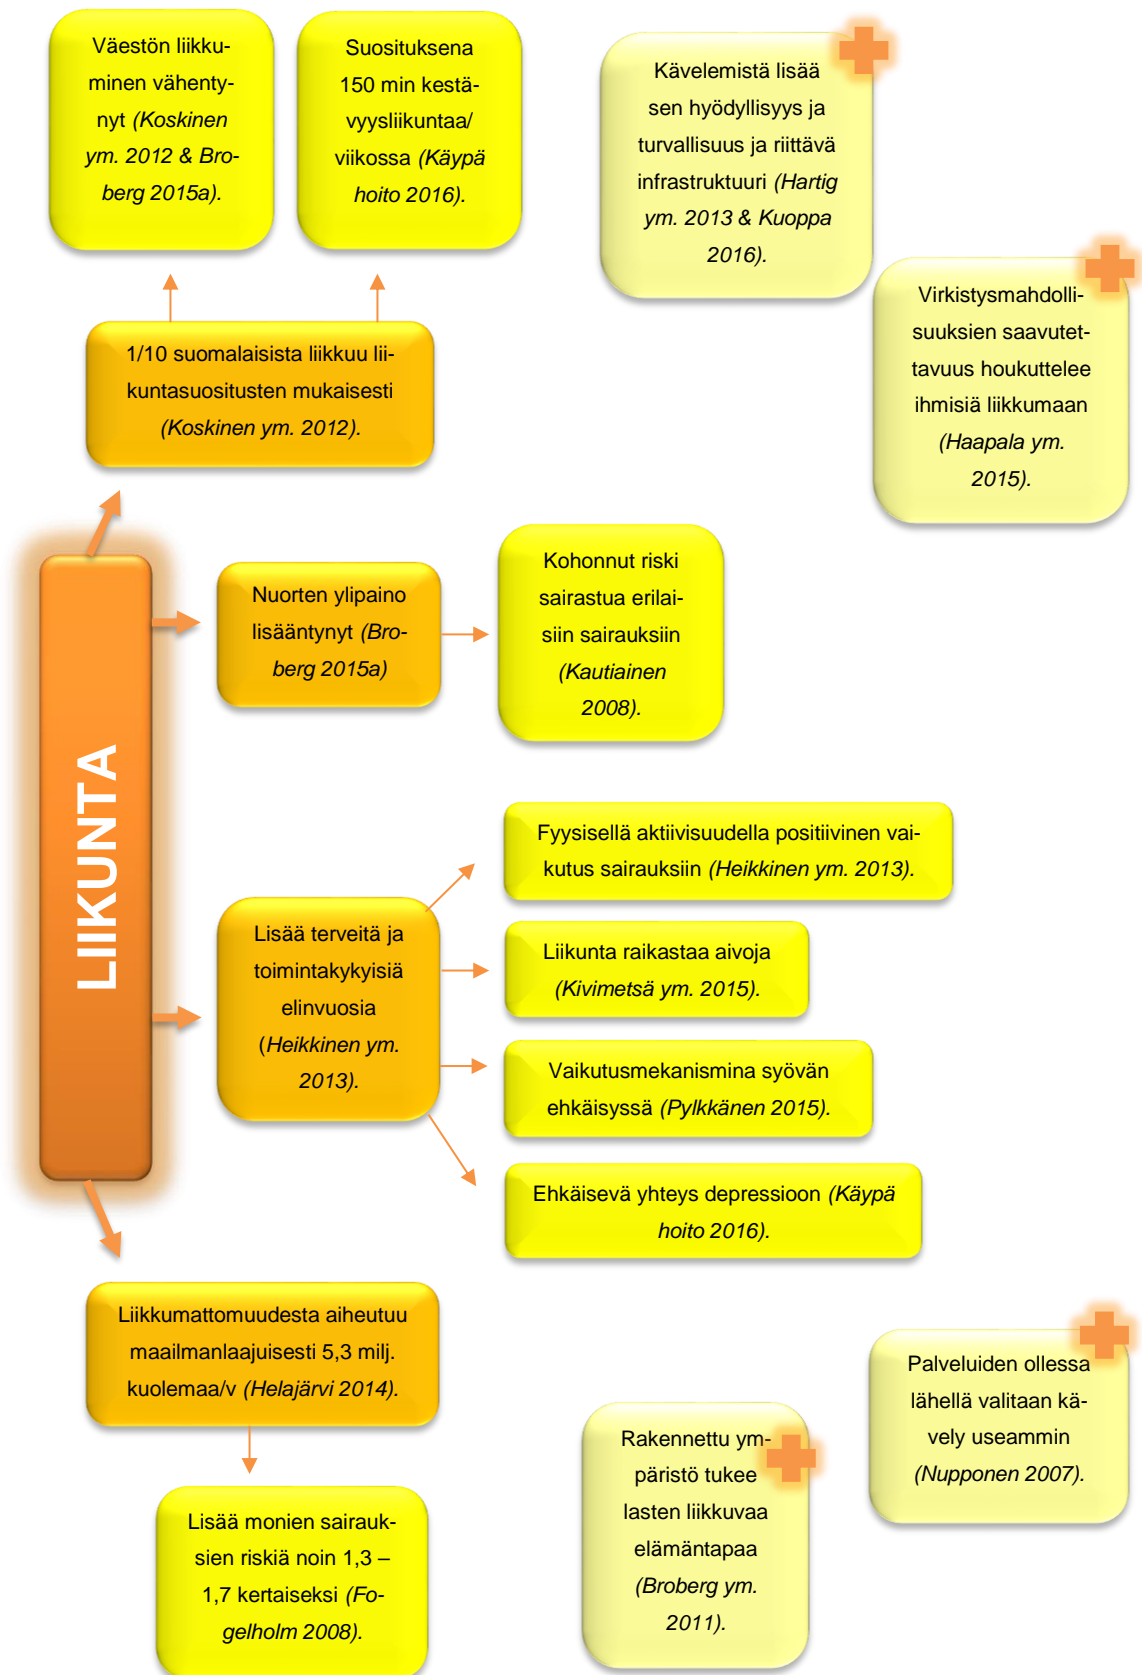 Väestön liikku-
minen vähenty-
nyt (Koskinen
ym. 2012 & Bro-
berg 2015a).
Suosituksena
150 min kestä-
vyysliikuntaa/
viikossa (Käypä
hoito 2016).
Kävelemistä lisää
sen hyödyllisyys ja
turvallisuus ja riittävä
infrastruktuuri (Hartig
ym. 2013 & Kuoppa
2016).
Virkistysmahdolli-
suuksien saavutet-
tavuus houkuttelee
ihmisiä liikkumaan
(Haapala ym.
2015).
1/10 suomalaisista liikkuu lii-
kuntasuositusten mukaisesti
(Koskinen ym. 2012).
LIIKUNTA
Nuorten ylipaino
lisääntynyt (Bro-
berg 2015a)
Kohonnut riski
sairastua erilai-
siin sairauksiin
(Kautiainen
2008).
Lisää terveitä ja
toimintakykyisiä
elinvuosia
(Heikkinen ym.
2013).
Fyysisellä aktiivisuudella positiivinen vai-
kutus sairauksiin (Heikkinen ym. 2013).
Liikunta raikastaa aivoja
(Kivimetsä ym. 2015).
Vaikutusmekanismina syövän
ehkäisyssä (Pylkkänen 2015).
Ehkäisevä yhteys depressioon (Käypä
hoito 2016).
Liikkumattomuudesta aiheutuu
maailmanlaajuisesti 5,3 milj.
kuolemaa/v (Helajärvi 2014).
Lisää monien sairauk-
sien riskiä noin 1,3 –
1,7 kertaiseksi (Fo-
gelholm 2008).
Rakennettu ym-
päristö tukee
lasten liikkuvaa
elämäntapaa
(Broberg ym.
2011).
Palveluiden ollessa
lähellä valitaan kä-
vely useammin
(Nupponen 2007).